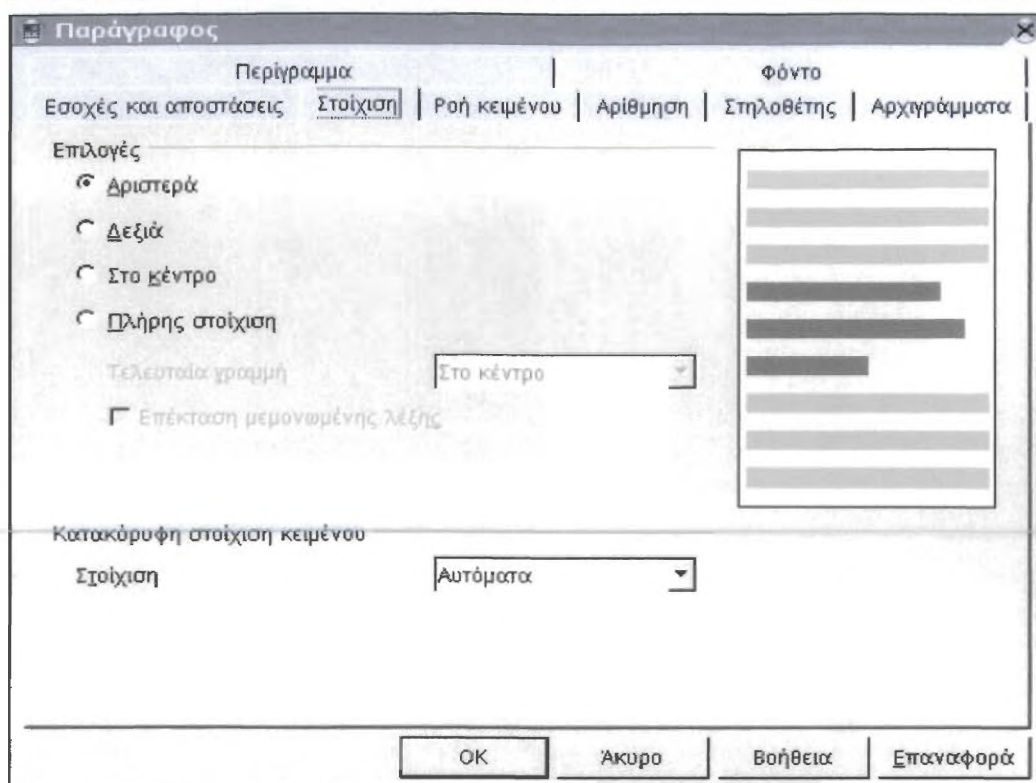 Παράγραφος
Περίγραμμα Φόντο
Εσοχές και αποστάσεις Στοίχιση Ροή κειμένου Αρίθμηση Στηλοθέτης Αρχιγράμματα
Επιλογές
Αριστερά
Δεξιά
Στο κέντρο
Πλήρης στοίχιση
Τελευταία γραμμή Στο κέντρο
Επέκταση μεμονωμένης λέξης
Κατακόρυφη στοίχιση κειμένου
Στοίχιση Αυτόματα
OK Άκυρο Βοήθεια Επαναφορά